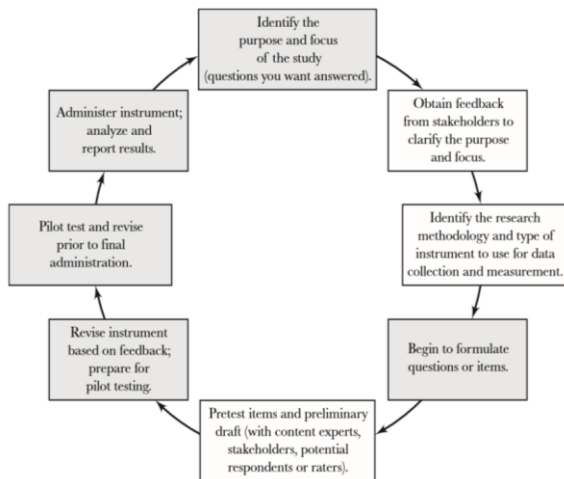 Identify the
purpose and focus
of the study
(questions you want answered).
Obtain feedback
from stakeholders to
clarify the purpose
and focus.
Identify the research
methodology and type of
instrument to use for data
collection and measurement.
Begin to formulate
questions or items.
Pretest items and preliminary
draft (with content experts,
stakeholders, potential
respondents or raters).
Revise instrument
based on feedback;
prepare for
pilot testing.
Pilot test and revise
prior to final
administration.
Administer instrument;
analyze and
report results.